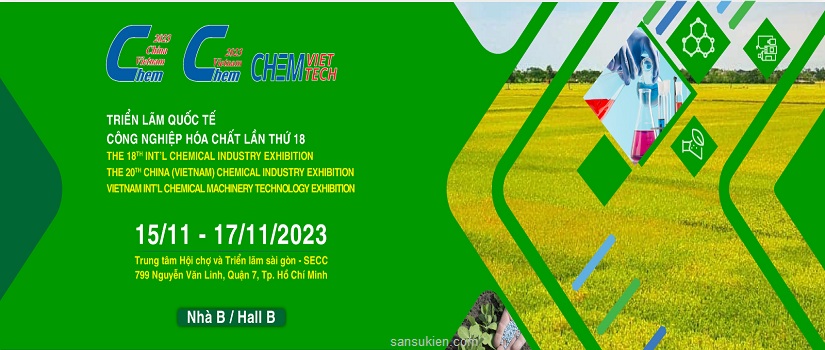 2023
China
Vietnam
Chem
2023
Vietnam
Chem
CHEM VIET
TECH
TRIỂN LÃM QUỐC TẾ
CÔNG NGHIỆP HÓA CHẤT LẦN THỨ 18
THE 18TH INT'L CHEMICAL INDUSTRY EXHIBITION
THE 20TH CHINA (VIETNAM) CHEMICAL INDUSTRY EXHIBITION
VIETNAM INT'L CHEMICAL MACHINERY TECHNOLOGY EXHIBITION
15/11 - 17/11/2023
Trung tâm Hội chợ và Triển lãm sài gòn - SECC
799 Nguyễn Văn Linh, Quận 7, Tp. Hồ Chí Minh
Nhà B / Hall B
sansukien.com